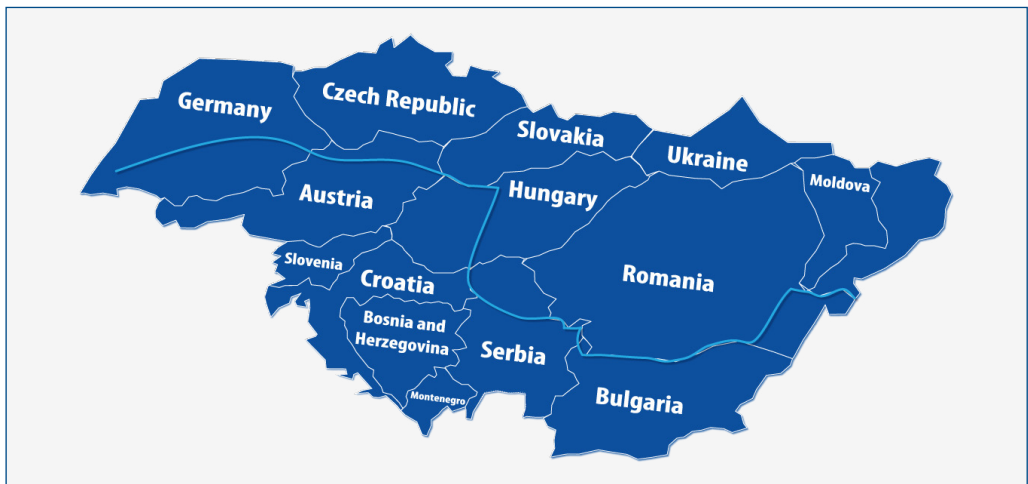 Germany
Czech Republic
Slovakia
Ukraine
Moldova
Austria
Hungary
Slovenia
Croatia
Romania
Bosnia and
Herzegovina
Serbia
Montenegro
Bulgaria